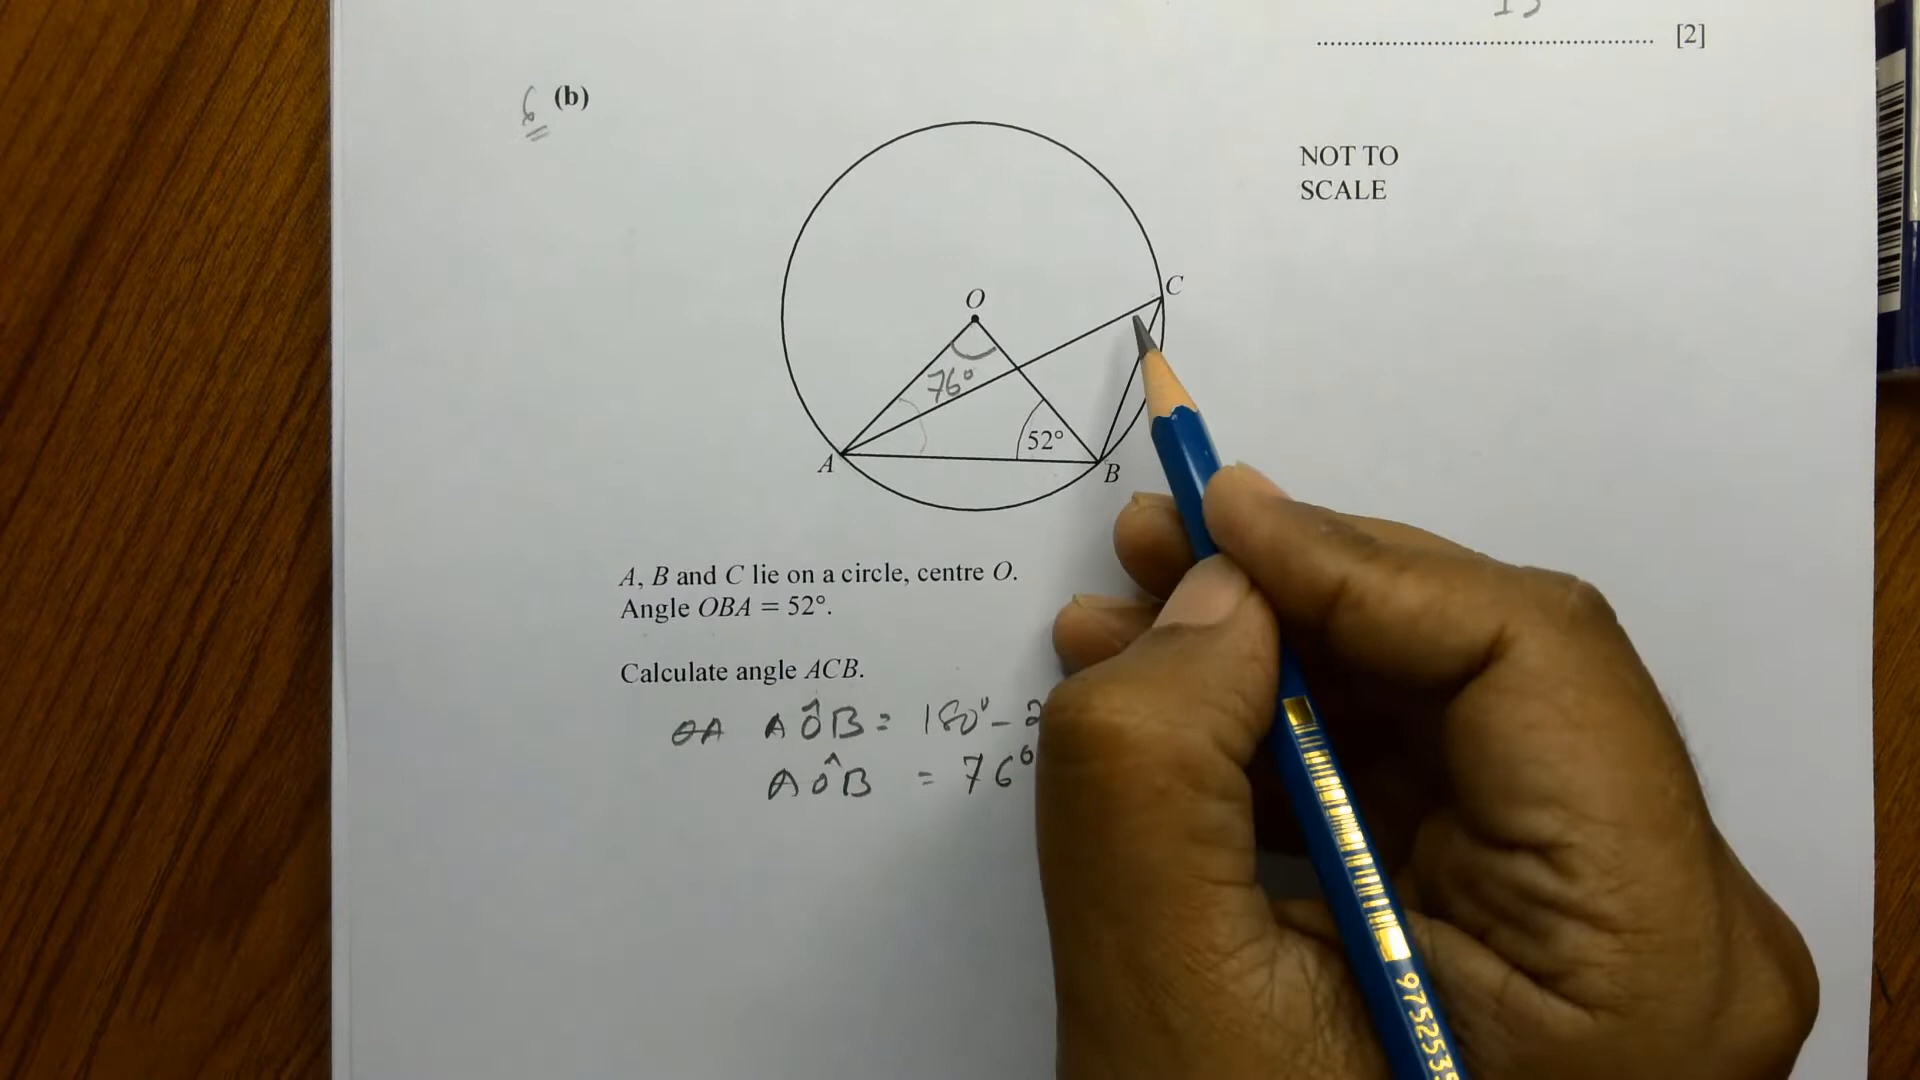 [2]
6 (b)
NOT TO
SCALE
C
O
76°
52°
A
B
A, B and C lie on a circle, centre O.
Angle OBA = 52°.
Calculate angle ACB.
OA AÔB = 180° - 2
AÔB = 76°
9752535